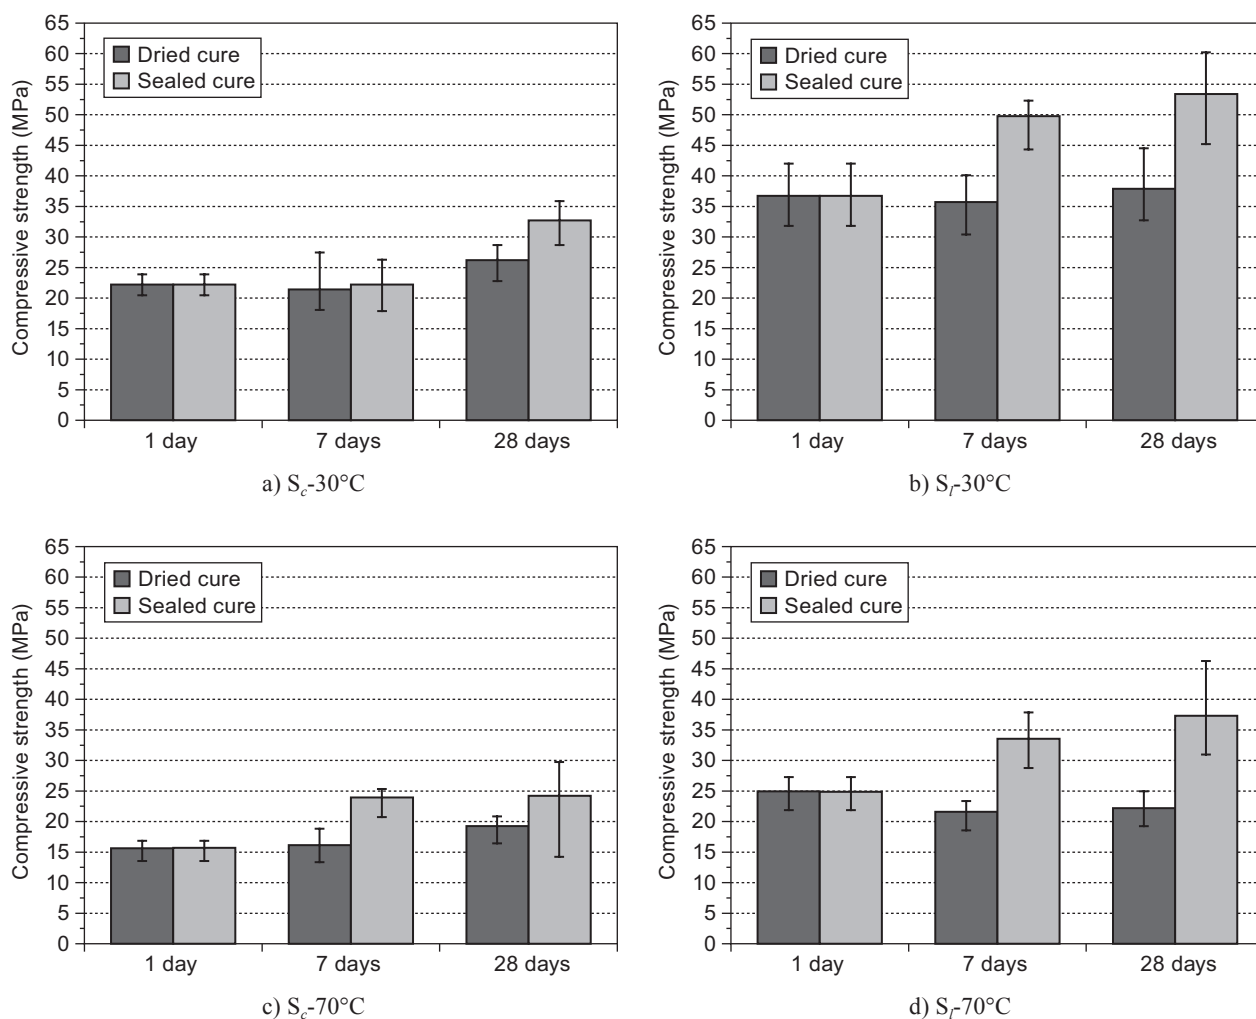 Compressive strength (MPa)
65
60
55
50
45
40
35
30
25
20
15
10
5
0
Dried cure
Sealed cure
1 day 7 days 28 days
a) Sc-30°C
Compressive strength (MPa)
65
60
55
50
45
40
35
30
25
20
15
10
5
0
Dried cure
Sealed cure
1 day 7 days 28 days
b) Sl-30°C
Compressive strength (MPa)
65
60
55
50
45
40
35
30
25
20
15
10
5
0
Dried cure
Sealed cure
1 day 7 days 28 days
c) Sc-70°C
Compressive strength (MPa)
65
60
55
50
45
40
35
30
25
20
15
10
5
0
Dried cure
Sealed cure
1 day 7 days 28 days
d) Sl-70°C